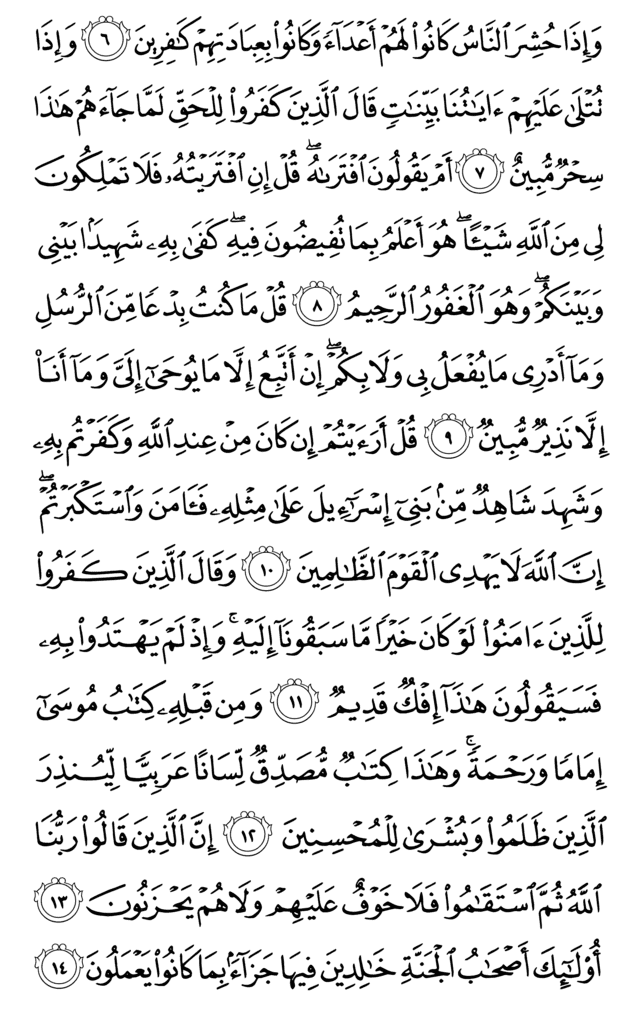 وَإِذَا حُشِرَ ٱلنَّاسُ كَانُوا۟ لَهُمْ أَعْدَآءً وَكَانُوا۟ بِعِبَادَتِهِمْ كَـٰفِرِينَ ٦ وَإِذَا
تُتْلَىٰ عَلَيْهِمْ ءَايَـٰتُنَا بَيِّنَـٰتٍ قَالَ ٱلَّذِينَ كَفَرُوا۟ لِلْحَقِّ لَمَّا جَآءَهُمْ هَـٰذَا
سِحْرٌ مُّبِينٌ ٧ أَمْ يَقُولُونَ ٱفْتَرَىٰهُ ۖ قُلْ إِنِ ٱفْتَرَيْتُهُۥ فَلَا تَمْلِكُونَ
لِى مِنَ ٱللَّهِ شَيْـًٔا ۖ هُوَ أَعْلَمُ بِمَا تُفِيضُونَ فِيهِ ۖ كَفَىٰ بِهِۦ شَهِيدًۢا بَيْنِى
وَبَيْنَكُمْ ۖ وَهُوَ ٱلْغَفُورُ ٱلرَّحِيمُ ٨ قُلْ مَا كُنتُ بِدْعًا مِّنَ ٱلرُّسُلِ
وَمَآ أَدْرِى مَا يُفْعَلُ بِى وَلَا بِكُمْ ۖ إِنْ أَتَّبِعُ إِلَّا مَا يُوحَىٰٓ إِلَىَّ وَمَآ أَنَا۠
إِلَّا نَذِيرٌ مُّبِينٌ ٩ قُلْ أَرَءَيْتُمْ إِن كَانَ مِنْ عِندِ ٱللَّهِ وَكَفَرْتُم بِهِۦ
وَشَهِدَ شَاهِدٌ مِّنۢ بَنِىٓ إِسْرَٰٓءِيلَ عَلَىٰ مِثْلِهِۦ فَـَٔامَنَ وَٱسْتَكْبَرْتُمْ ۖ
إِنَّ ٱللَّهَ لَا يَهْدِى ٱلْقَوْمَ ٱلظَّـٰلِمِينَ ١٠ وَقَالَ ٱلَّذِينَ كَفَرُوا۟
لِلَّذِينَ ءَامَنُوا۟ لَوْ كَانَ خَيْرًا مَّا سَبَقُونَآ إِلَيْهِ ۚ وَإِذْ لَمْ يَهْتَدُوا۟ بِهِۦ
فَسَيَقُولُونَ هَـٰذَآ إِفْكٌ قَدِيمٌ ١١ وَمِن قَبْلِهِۦ كِتَـٰبُ مُوسَىٰٓ
إِمَامًا وَرَحْمَةً ۚ وَهَـٰذَا كِتَـٰبٌ مُّصَدِّقٌ لِّسَانًا عَرَبِيًّا لِّيُنذِرَ
ٱلَّذِينَ ظَلَمُوا۟ وَبُشْرَىٰ لِلْمُحْسِنِينَ ١٢ إِنَّ ٱلَّذِينَ قَالُوا۟ رَبُّنَا
ٱللَّهُ ثُمَّ ٱسْتَقَـٰمُوا۟ فَلَا خَوْفٌ عَلَيْهِمْ وَلَا هُمْ يَحْزَنُونَ ١٣
أُو۟لَـٰٓئِكَ أَصْحَـٰبُ ٱلْجَنَّةِ خَـٰلِدِينَ فِيهَا جَزَآءًۢ بِمَا كَانُوا۟ يَعْمَلُونَ ١٤